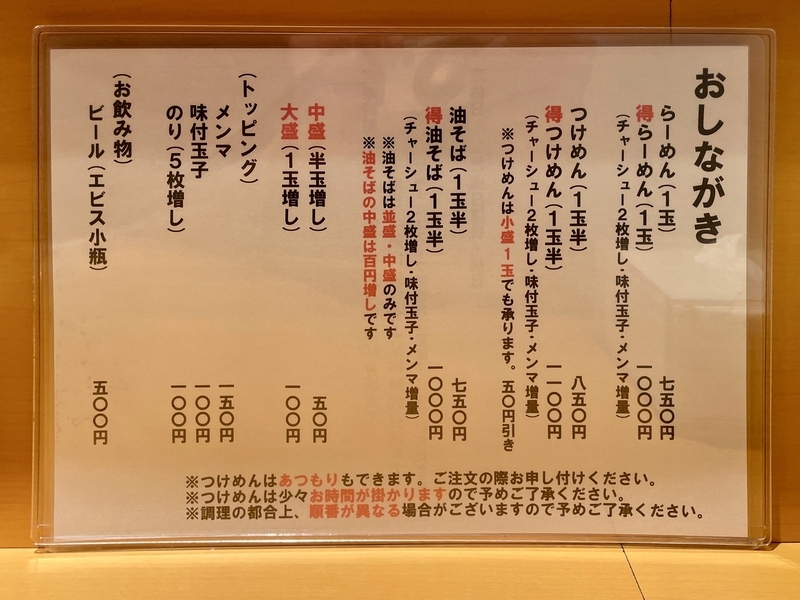 おしながき
らーめん（１玉） 七五〇円
得らーめん（１玉） 一〇〇〇円
（チャーシュー２枚増し・味付玉子・メンマ増量）
つけめん（１玉半） 八五〇円
得つけめん（１玉半） 一一〇〇円
（チャーシュー２枚増し・味付玉子・メンマ増量）
※つけめんは小盛１玉でも承ります。五〇円引き
油そば（１玉半） 七五〇円
得油そば（１玉半） 一〇〇〇円
（チャーシュー２枚増し・味付玉子・メンマ増量）
※油そばは並盛・中盛のみです
※油そばの中盛は百円増しです
中盛（半玉増し） 五〇円
大盛（１玉増し） 一〇〇円
（トッピング）
メンマ 一五〇円
味付玉子 一〇〇円
のり（５枚増し） 一〇〇円
（お飲み物）
ビール（エビス小瓶） 五〇〇円
※つけめんはあつもりもできます。ご注文の際お申し付けください。
※つけめんは少々お時間が掛かりますので予めご了承ください。
※調理の都合上、順番が異なる場合がございますので予めご了承ください。